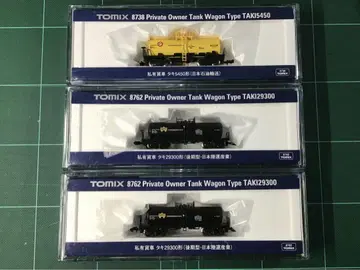 TOMIX 8738 Private Owner Tank Wagon Type TAKI5450
私有貨車 タキ5450形(日本石油輸送)
TOMIX 8762 Private Owner Tank Wagon Type TAKI29300
私有貨車 タキ29300形(後期型・日本陸運産業)
TOMIX 8762 Private Owner Tank Wagon Type TAKI29300
私有貨車 タキ29300形(後期型・日本陸運産業)